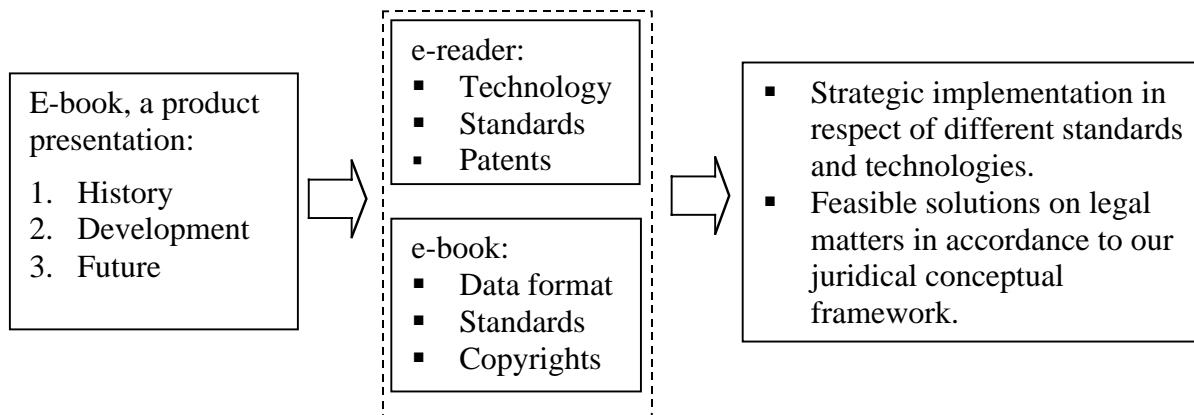 E-book, a product
presentation:
1. History
2. Development
3. Future
e-reader:
▪ Technology
▪ Standards
▪ Patents
e-book:
▪ Data format
▪ Standards
▪ Copyrights
▪ Strategic implementation in
respect of different standards
and technologies.
▪ Feasible solutions on legal
matters in accordance to our
juridical conceptual
framework.